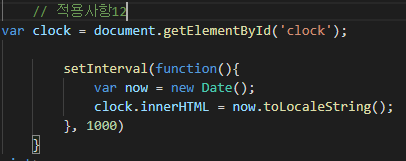 // 적용사항12
var clock = document.getElementById('clock');
setInterval(function(){
var now = new Date();
clock.innerHTML = now.toLocaleString();
}, 1000)
}